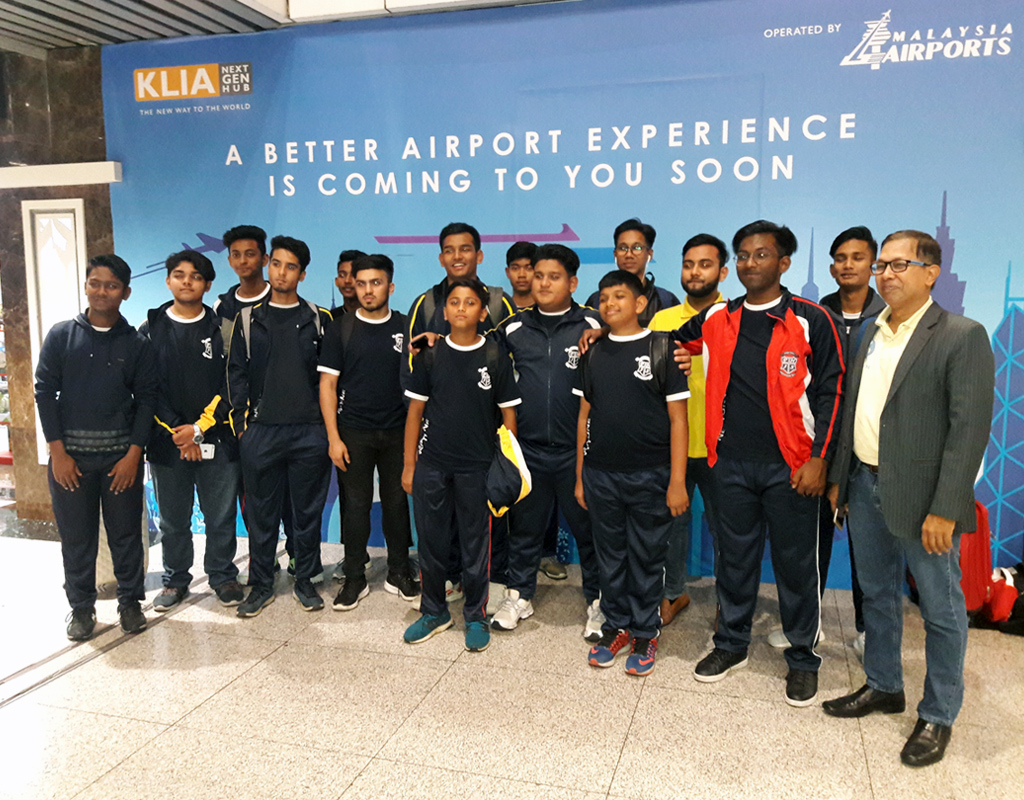 KLIA NEXT GEN HUB
THE NEW WAY TO THE WORLD
OPERATED BY
MALAYSIA
AIRPORTS
A BETTER AIRPORT EXPERIENCE
IS COMING TO YOU SOON